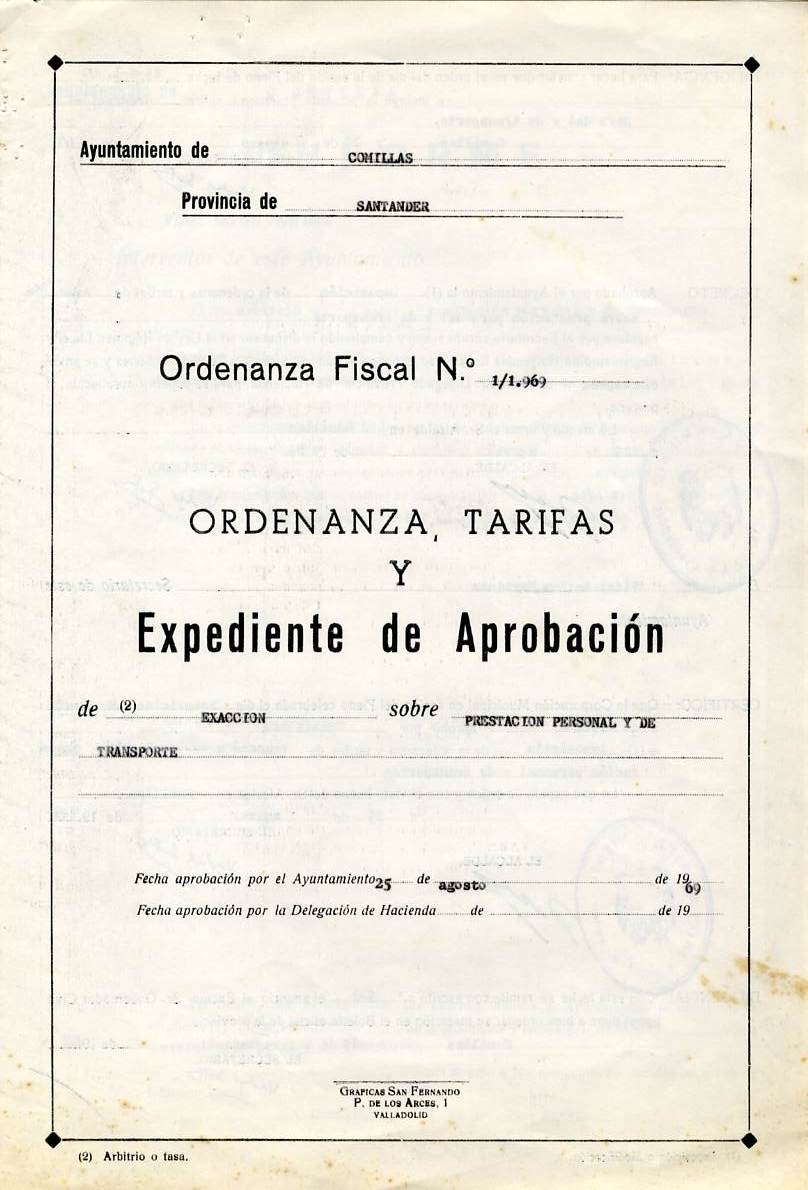 Ayuntamiento de COMILLAS
Provincia de SANTANDER
Ordenanza Fiscal N.º 1/1.969
ORDENANZA, TARIFAS
Y
Expediente de Aprobación
de (2) EXACCION sobre PRESTACION PERSONAL Y DE
TRANSPORTE
Fecha aprobación por el Ayuntamiento 25 de agosto de 1969
Fecha aprobación por la Delegación de Hacienda de de 19
GRAFICAS SAN FERNANDO
P. DE LOS ARCES, 1
VALLADOLID
(2) Arbitrio o tasa.